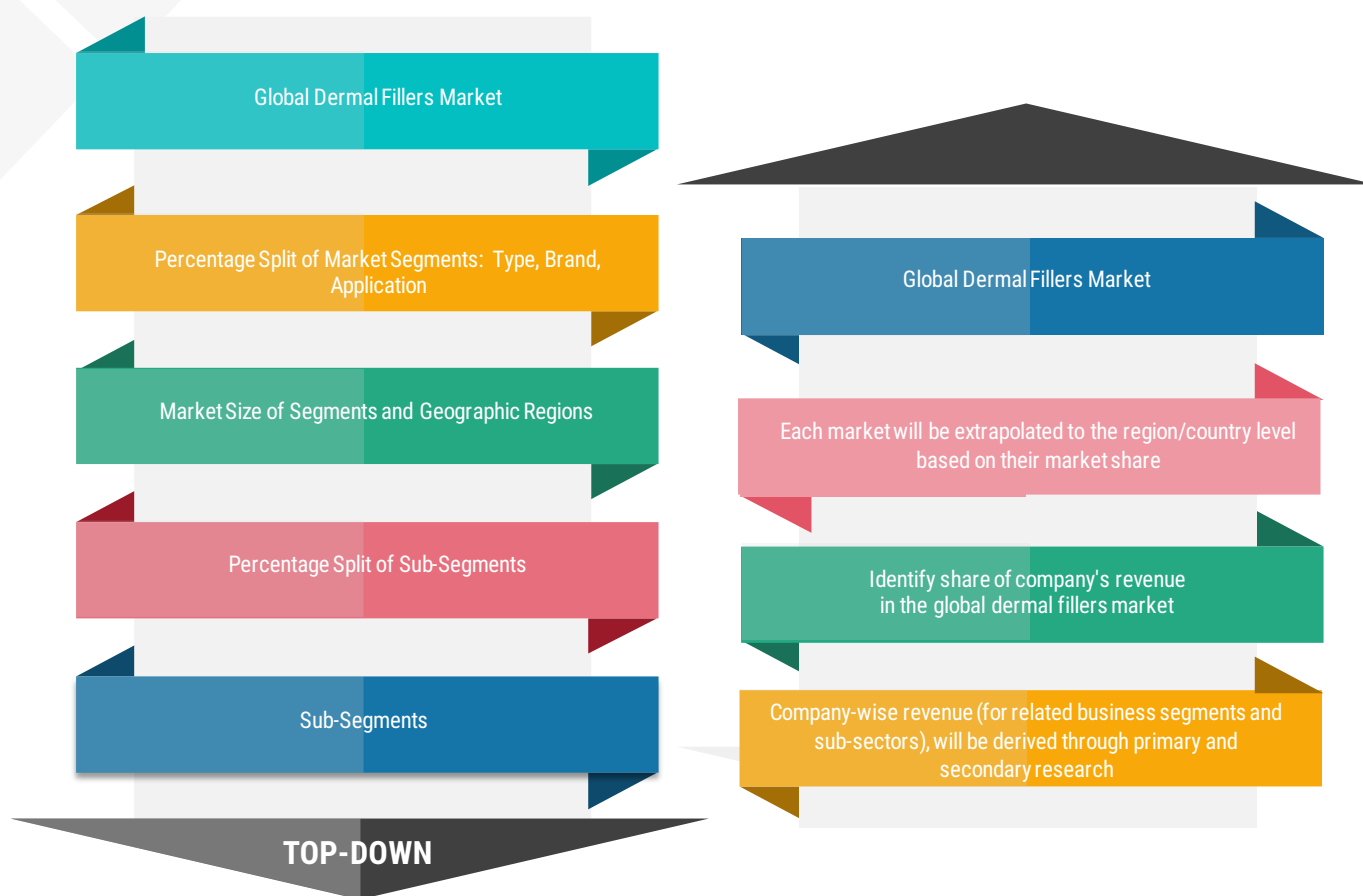 Global Dermal Fillers Market
Percentage Split of Market Segments: Type, Brand,
Application
Market Size of Segments and Geographic Regions
Percentage Split of Sub-Segments
Sub-Segments
TOP-DOWN
Global Dermal Fillers Market
Each market will be extrapolated to the region/country level
based on their market share
Identify share of company's revenue
in the global dermal fillers market
Company-wise revenue (for related business segments and
sub-sectors), will be derived through primary and
secondary research